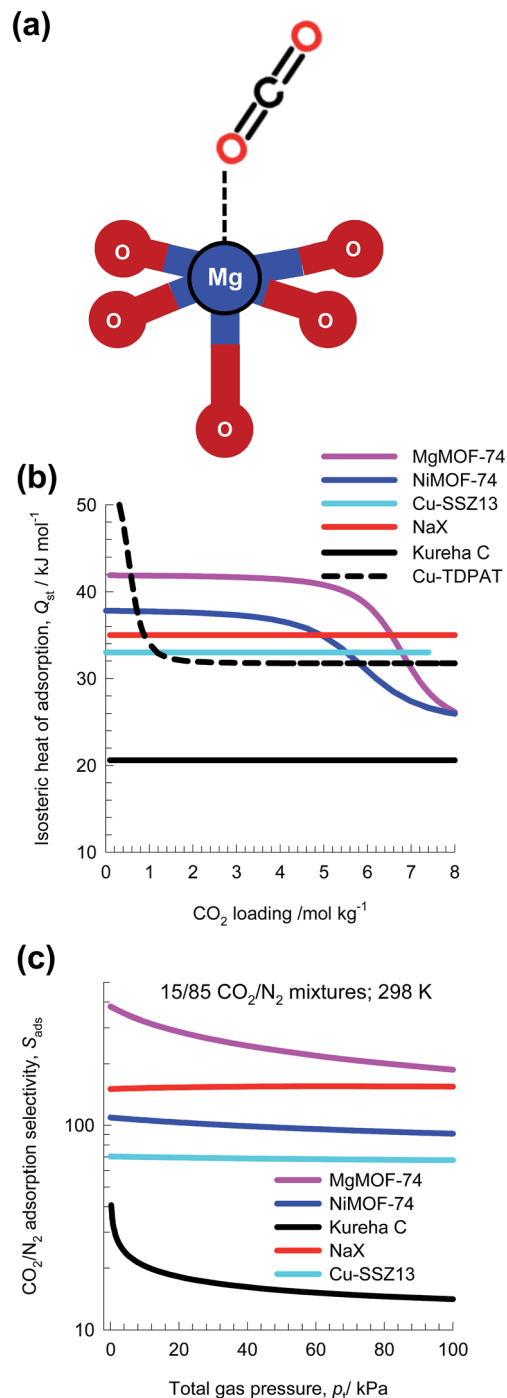 (a)
O
C
O
Mg
O
O
O
O
O
(b)
MgMOF-74
NiMOF-74
Cu-SSZ13
NaX
Kureha C
Cu-TDPAT
Isosteric heat of adsorption, Qst / kJ mol-1
50
40
30
20
10
0 1 2 3 4 5 6 7 8
CO2 loading /mol kg-1
(c)
15/85 CO2/N2 mixtures; 298 K
CO2/N2 adsorption selectivity, Sads
100
10
MgMOF-74
NiMOF-74
Kureha C
NaX
Cu-SSZ13
0 20 40 60 80 100
Total gas pressure, pt/ kPa